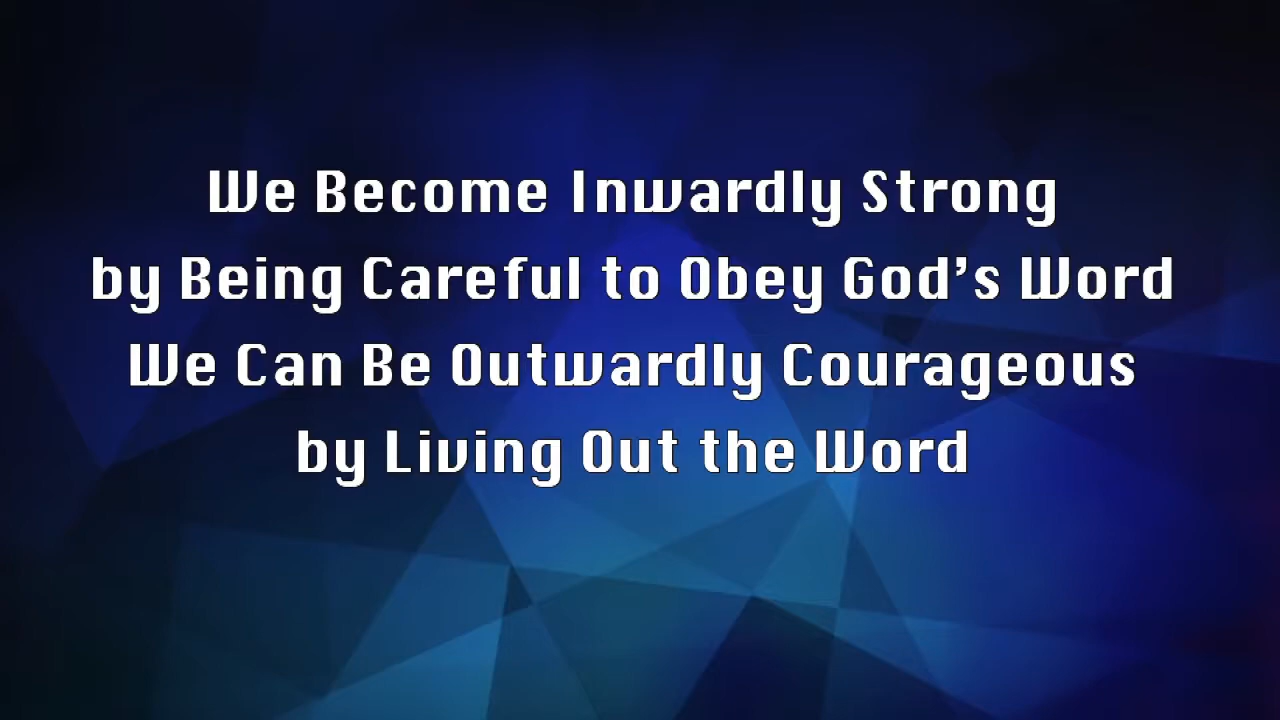 We Become Inwardly Strong
by Being Careful to Obey God’s Word
We Can Be Outwardly Courageous
by Living Out the Word